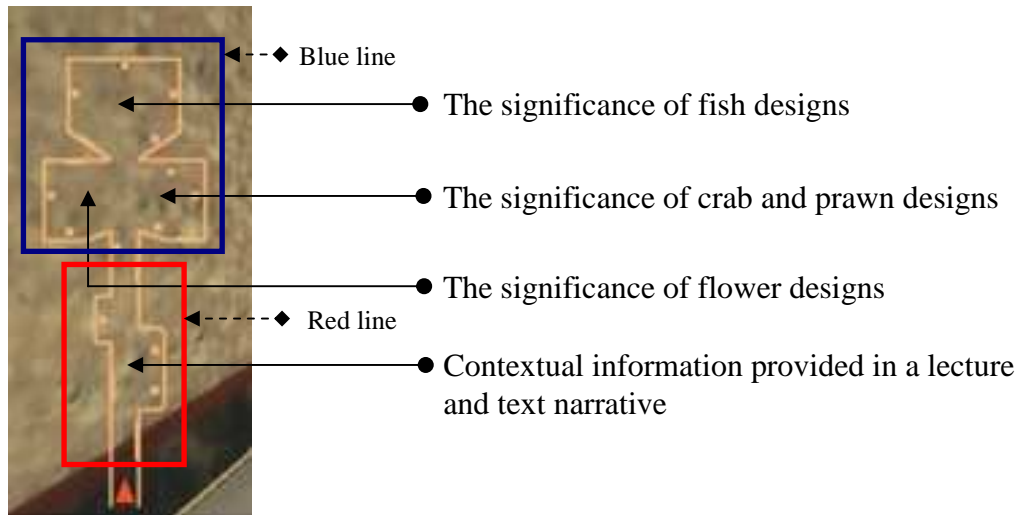 Blue line
The significance of fish designs
The significance of crab and prawn designs
The significance of flower designs
Red line
Contextual information provided in a lecture
and text narrative